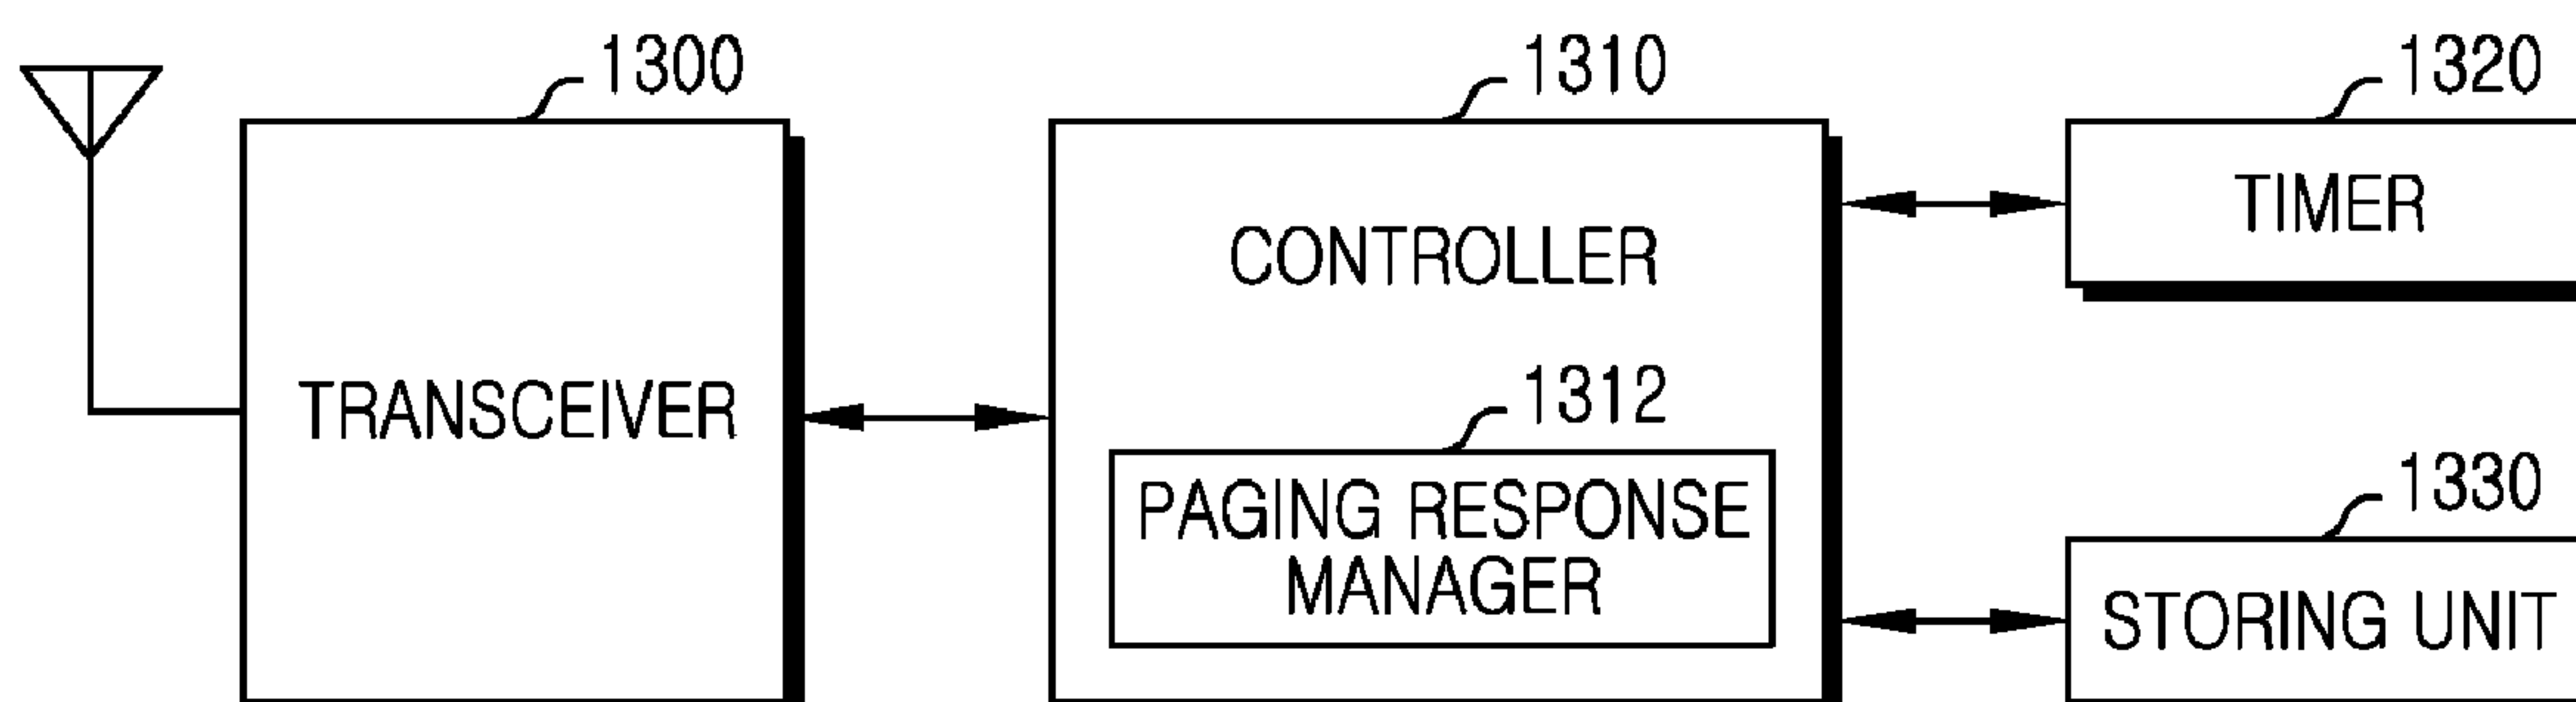 1300
1310
1320
TRANSCEIVER
CONTROLLER
TIMER
1312
PAGING RESPONSE
MANAGER
1330
STORING UNIT